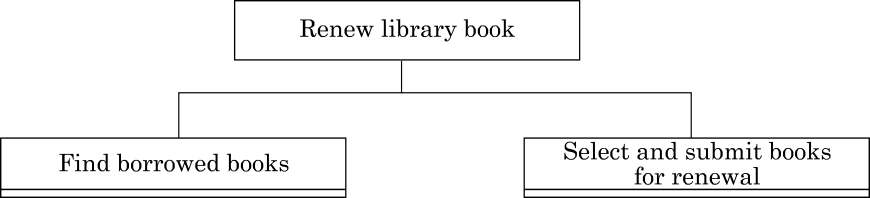 Renew library book
Find borrowed books
Select and submit books
for renewal